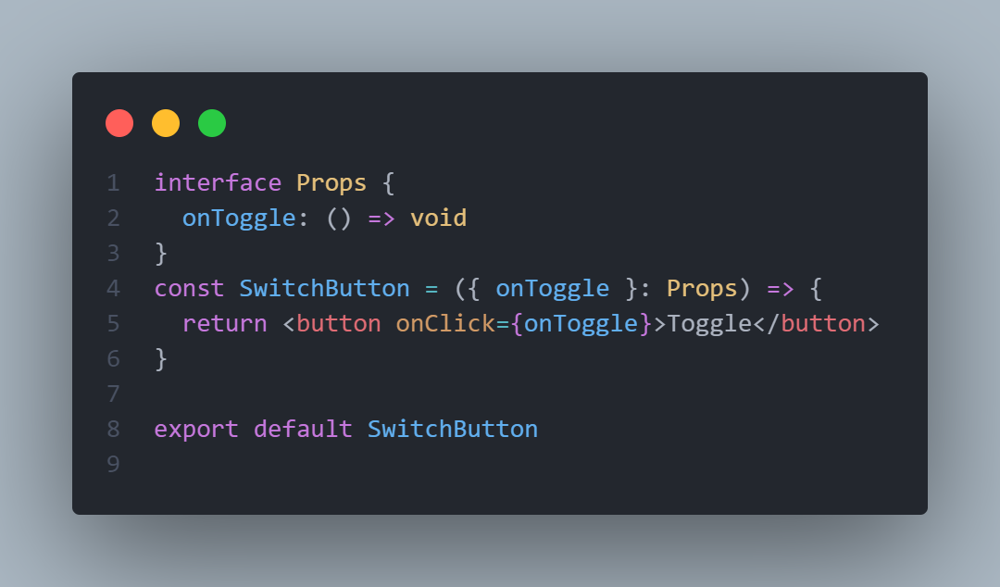 1 interface Props {
2   onToggle: () => void
3 }
4 const SwitchButton = ({ onToggle }: Props) => {
5   return <button onClick={onToggle}>Toggle</button>
6 }
7
8 export default SwitchButton
9